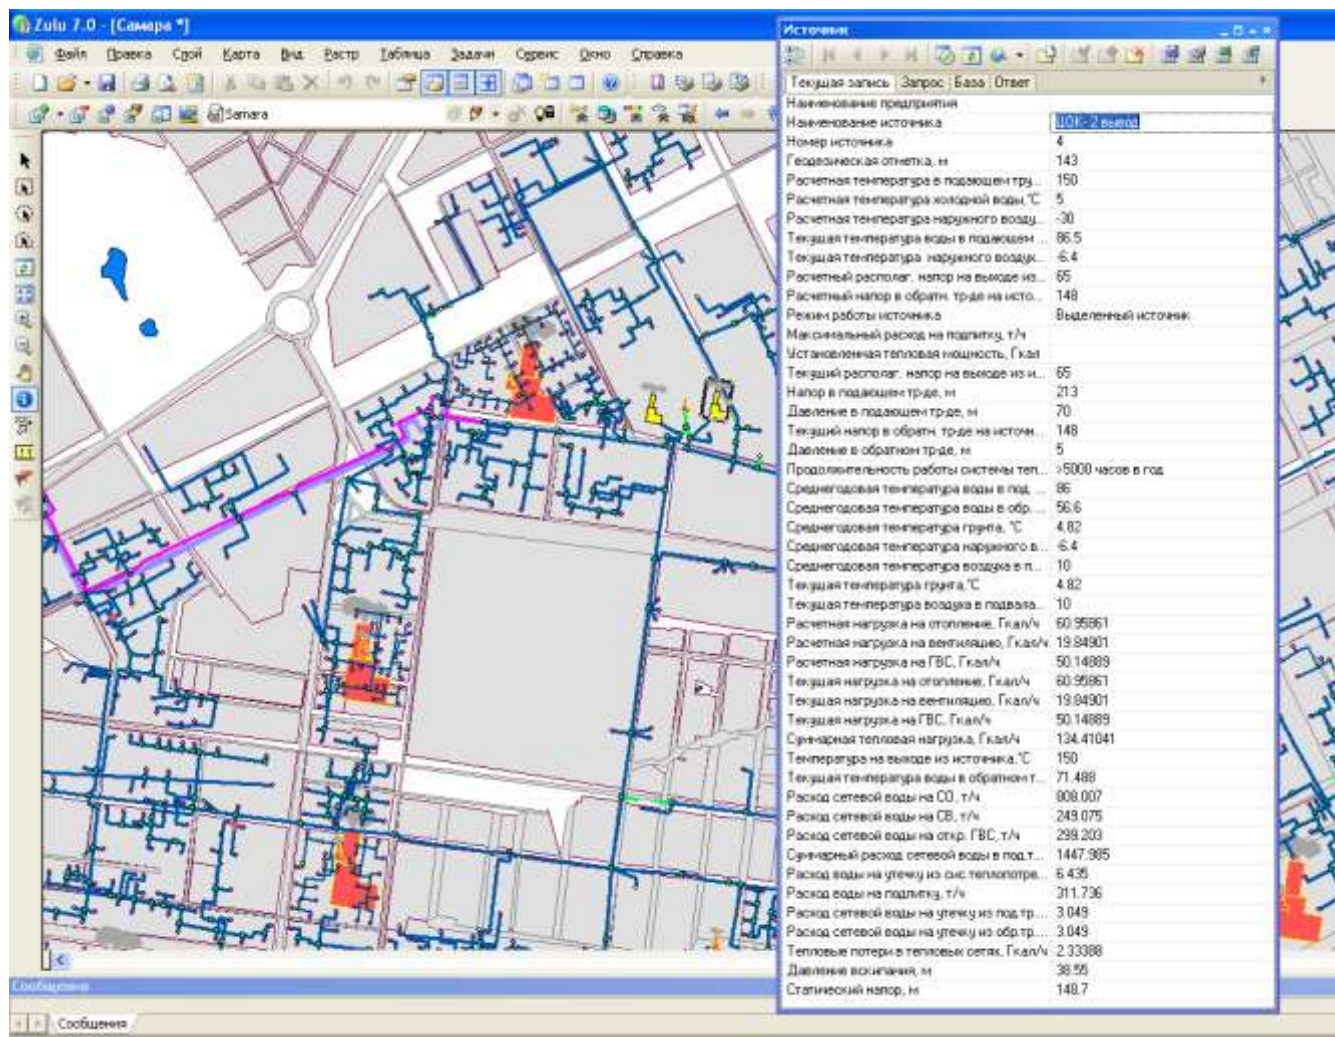 Zulu 7.0 - [Самара *]
Файл Правка Слой Карта Вид Растр Таблица Задачи Сервис Окно Справка
Samara
Источник
Текущая запись Запрос База Ответ
Наименование предприятия
Наименование источника ЦОК- 2 вывод
Номер источника 4
Геодезическая отметка, м 143
Расчетная температура в подающем тру... 150
Расчетная температура холодной воды,°С 5
Расчетная температура наружного возду... -30
Текущая температура воды в подающем ... 86.5
Текущая температура наружного воздух... -6.4
Расчетный располаг. напор на выходе из... 65
Расчетный напор в обратн. тр-де на исто... 148
Режим работы источника Выделенный источник
Максимальный расход на подпитку, т/ч
Установленная тепловая мощность, Гкал
Текущий располаг. напор на выходе из и... 65
Напор в подающем тр-де, м 213
Давление в подающем тр-де, м 70
Текущий напор в обратн. тр-де на источн... 148
Давление в обратном тр-де, м 5
Продолжительность работы системы теп... >5000 часов в год
Среднегодовая температура воды в под. ... 86
Среднегодовая температура воды в обр. ... 56.6
Среднегодовая температура грунта, °С 4.82
Среднегодовая температура наружного в... -6.4
Среднегодовая температура воздуха в п... 10
Текущая температура грунта,°С 4.82
Текущая температура воздуха в подвала... 10
Расчетная нагрузка на отопление, Гкал/ч 60.95861
Расчетная нагрузка на вентиляцию, Гкал/ч 19.84901
Расчетная нагрузка на ГВС, Гкал/ч 50.14889
Текущая нагрузка на отопление, Гкал/ч 60.95861
Текущая нагрузка на вентиляцию, Гкал/ч 19.84901
Текущая нагрузка на ГВС, Гкал/ч 50.14889
Суммарная тепловая нагрузка, Гкал/ч 134.41041
Температура на выходе из источника,°С 150
Текущая температура воды в обратном т... 71.488
Расход сетевой воды на СО, т/ч 808.007
Расход сетевой воды на СВ, т/ч 249.075
Расход сетевой воды на откр. ГВС, т/ч 299.203
Суммарный расход сетевой воды в под.т... 1447.985
Расход воды на утечку из сис.теплопотре... 6.435
Расход воды на подпитку, т/ч 311.736
Расход сетевой воды на утечку из под.тр.... 3.049
Расход сетевой воды на утечку из обр.тр.... 3.049
Тепловые потери в тепловых сетях, Гкал/ч 2.33388
Давление вскипания, м 38.55
Статический напор, м 148.7
Сообщения
Сообщения